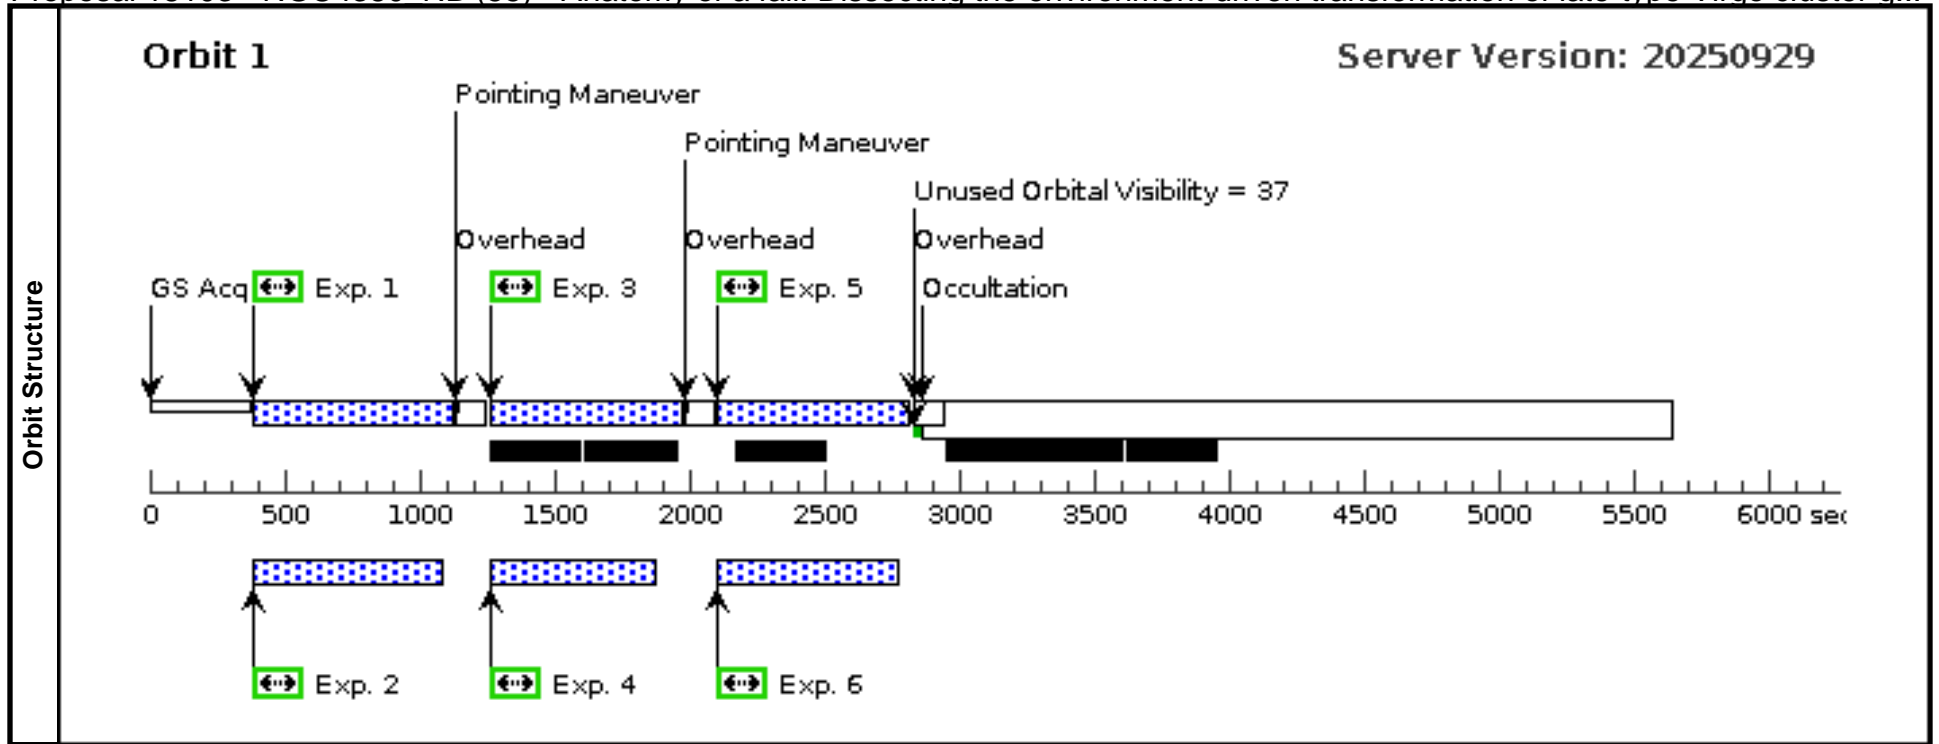 Orbit 1
Server Version: 20250929
Pointing Maneuver
Pointing Maneuver
Unused Orbital Visibility = 37
Overhead
Overhead
Overhead
GS Acq
Exp. 1
Exp. 3
Exp. 5
Occultation
Orbit Structure
0 500 1000 1500 2000 2500 3000 3500 4000 4500 5000 5500 6000 sec
Exp. 2
Exp. 4
Exp. 6